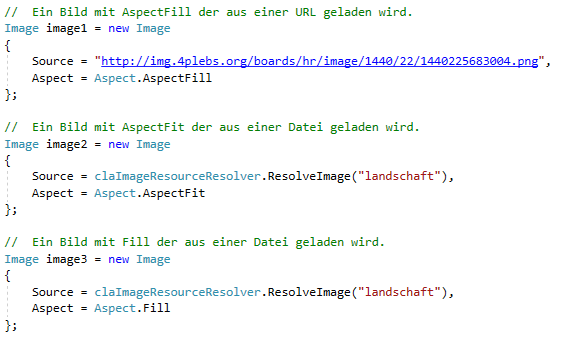 //  Ein Bild mit AspectFill der aus einer URL geladen wird.
Image image1 = new Image
{
    Source = "http://img.4plebs.org/boards/hr/image/1440/22/1440225683004.png",
    Aspect = Aspect.AspectFill
};
//  Ein Bild mit AspectFit der aus einer Datei geladen wird.
Image image2 = new Image
{
    Source = claImageResourceResolver.ResolveImage("landschaft"),
    Aspect = Aspect.AspectFit
};
//  Ein Bild mit Fill der aus einer Datei geladen wird.
Image image3 = new Image
{
    Source = claImageResourceResolver.ResolveImage("landschaft"),
    Aspect = Aspect.Fill
};